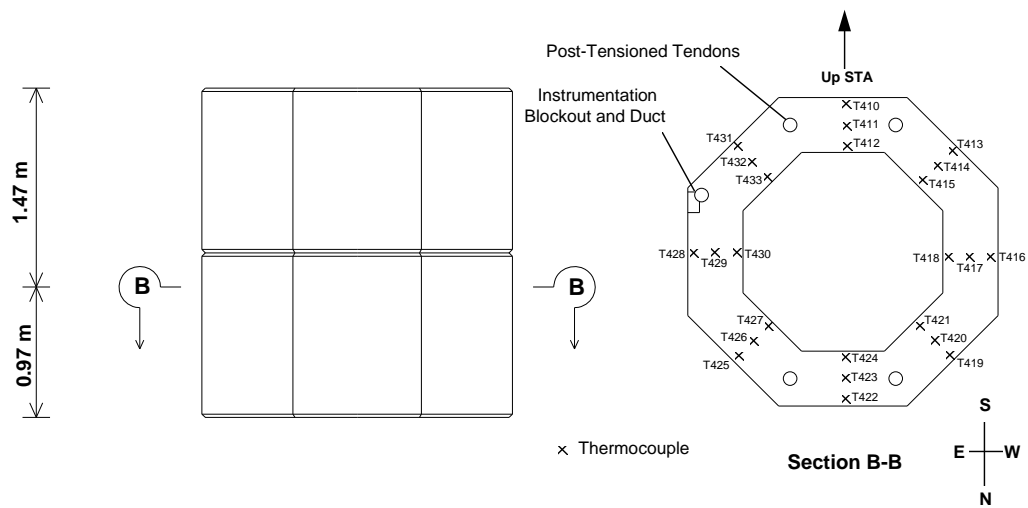 Post-Tensioned Tendons
Up STA
Instrumentation
Blockout and Duct
1.47 m
0.97 m
B
B
T410
T411
T412
T413
T414
T415
T431
T432
T433
T428
T429
T430
T418
T417
T416
T427
T426
T425
T421
T420
T419
T424
T423
T422
Thermocouple
Section B-B
S
E
W
N